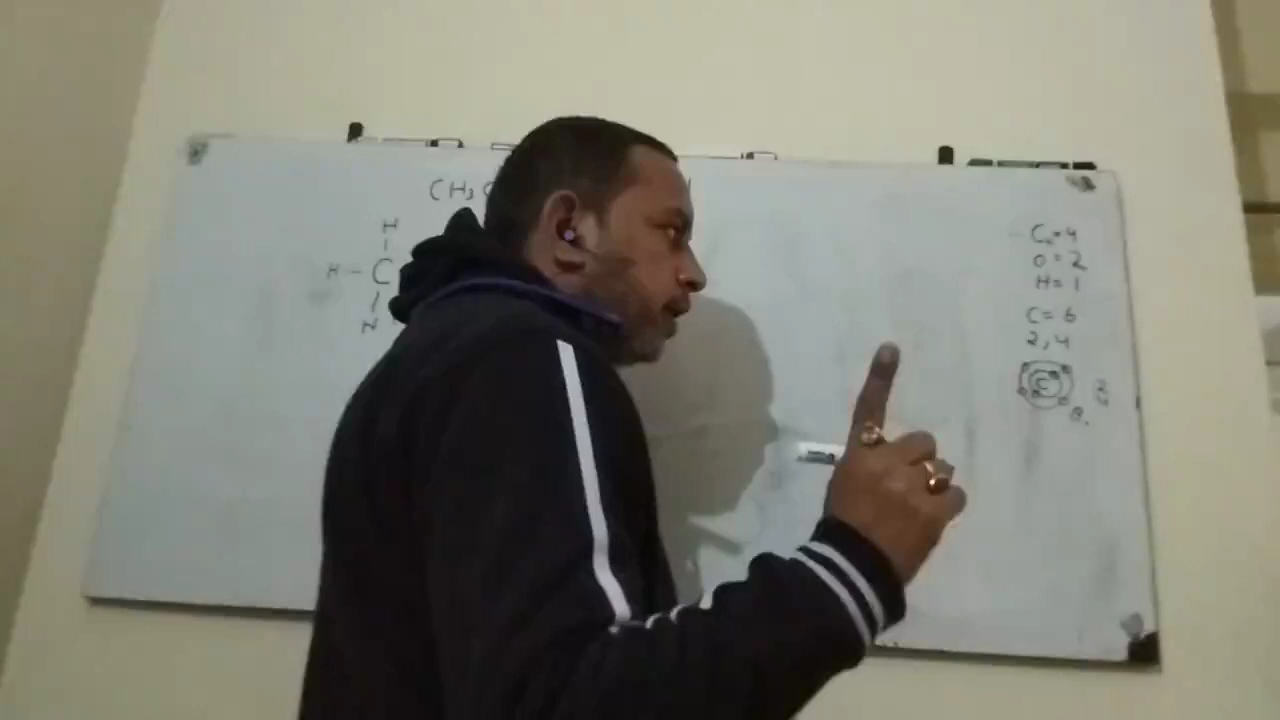 CH₃
H
H - C
H
C = 4
O = 2
H = 1
C = 6
2, 4
C